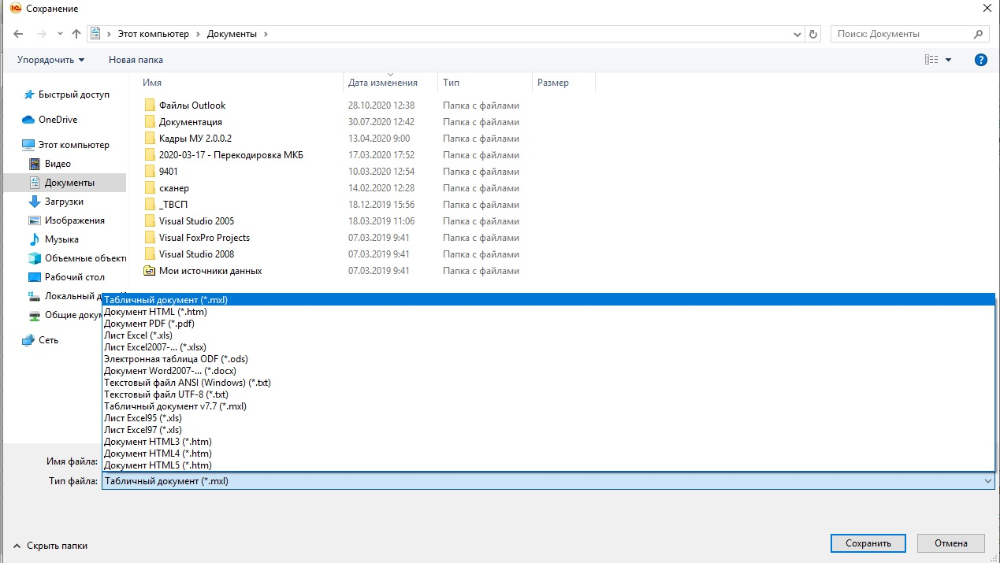 Сохранение
Этот компьютер › Документы ›
Поиск: Документы
Упорядочить
Новая папка
?
Имя
Дата изменения
Тип
Размер
Быстрый доступ
OneDrive
Этот компьютер
Видео
Документы
Загрузки
Изображения
Музыка
Объемные объект
Рабочий стол
Локальный д
Общие докум
Сеть
Файлы Outlook 28.10.2020 12:38 Папка с файлами
Документация 30.07.2020 12:42 Папка с файлами
Кадры МУ 2.0.0.2 13.04.2020 9:00 Папка с файлами
2020-03-17 - Перекодировка МКБ 17.03.2020 17:52 Папка с файлами
9401 10.03.2020 12:54 Папка с файлами
сканер 14.02.2020 12:28 Папка с файлами
_ТВСП 18.12.2019 15:56 Папка с файлами
Visual Studio 2005 18.03.2019 11:06 Папка с файлами
Visual FoxPro Projects 07.03.2019 9:41 Папка с файлами
Visual Studio 2008 07.03.2019 9:41 Папка с файлами
Мои источники данных 07.03.2019 9:41 Папка с файлами
Табличный документ (*.mxl)
Документ HTML (*.htm)
Документ PDF (*.pdf)
Лист Excel (*.xls)
Лист Excel2007-... (*.xlsx)
Электронная таблица ODF (*.ods)
Документ Word2007-... (*.docx)
Текстовый файл ANSI (Windows) (*.txt)
Текстовый файл UTF-8 (*.txt)
Табличный документ v7.7 (*.mxl)
Лист Excel95 (*.xls)
Лист Excel97 (*.xls)
Документ HTML3 (*.htm)
Документ HTML4 (*.htm)
Документ HTML5 (*.htm)
Имя файла:
Тип файла: Табличный документ (*.mxl)
Скрыть папки
Сохранить
Отмена